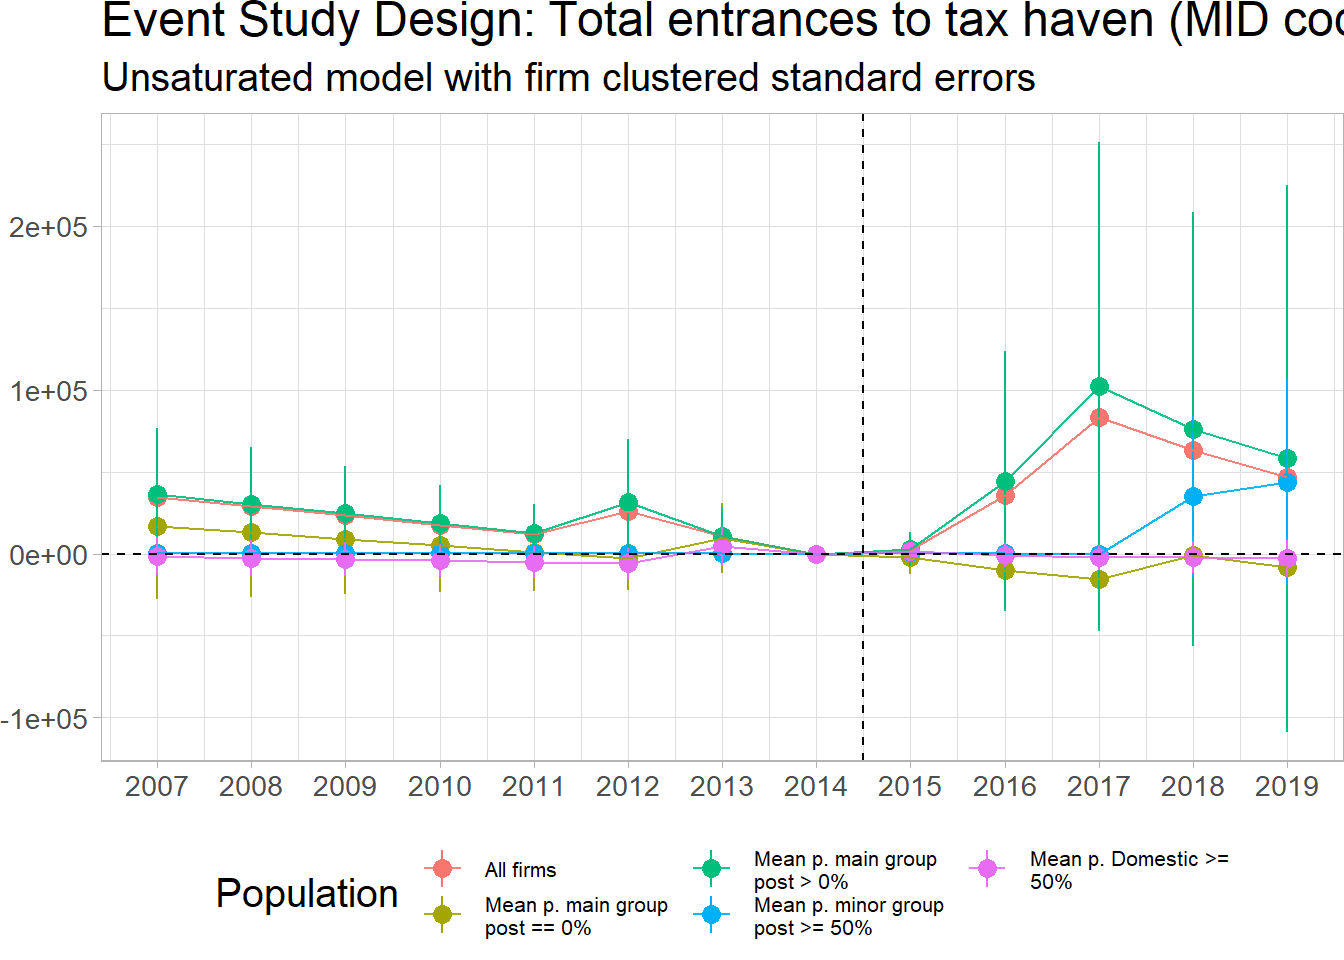 Event Study Design: Total entrances to tax haven (MID
Unsaturated model with firm clustered standard errors
2e+05
1e+05
0e+00
-1e+05
2007 2008 2009 2010 2011 2012 2013 2014 2015 2016 2017 2018 2019
Population
All firms
Mean p. main group
post == 0%
Mean p. main group
post > 0%
Mean p. minor group
post >= 50%
Mean p. Domestic >=
50%